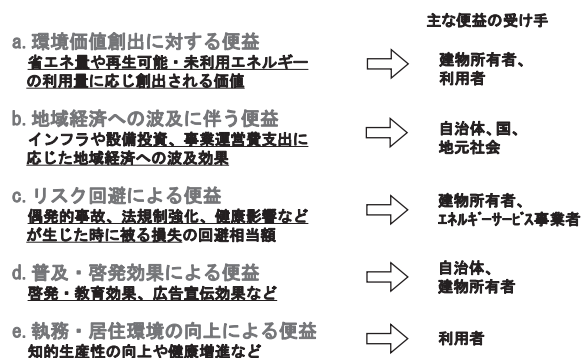 主な便益の受け手
a. 環境価値創出に対する便益
省エネ量や再生可能・未利用エネルギー
の利用量に応じ創出される価値
建物所有者、
利用者
b. 地域経済への波及に伴う便益
インフラや設備投資、事業運営費支出に
応じた地域経済への波及効果
自治体、国、
地元社会
c. リスク回避による便益
偶発的事故、法規制強化、健康影響など
が生じた時に被る損失の回避相当額
建物所有者、
エネルギーサービス事業者
d. 普及・啓発効果による便益
啓発・教育効果、広告宣伝効果など
自治体、
建物所有者
e. 執務・居住環境の向上による便益
知的生産性の向上や健康増進など
利用者